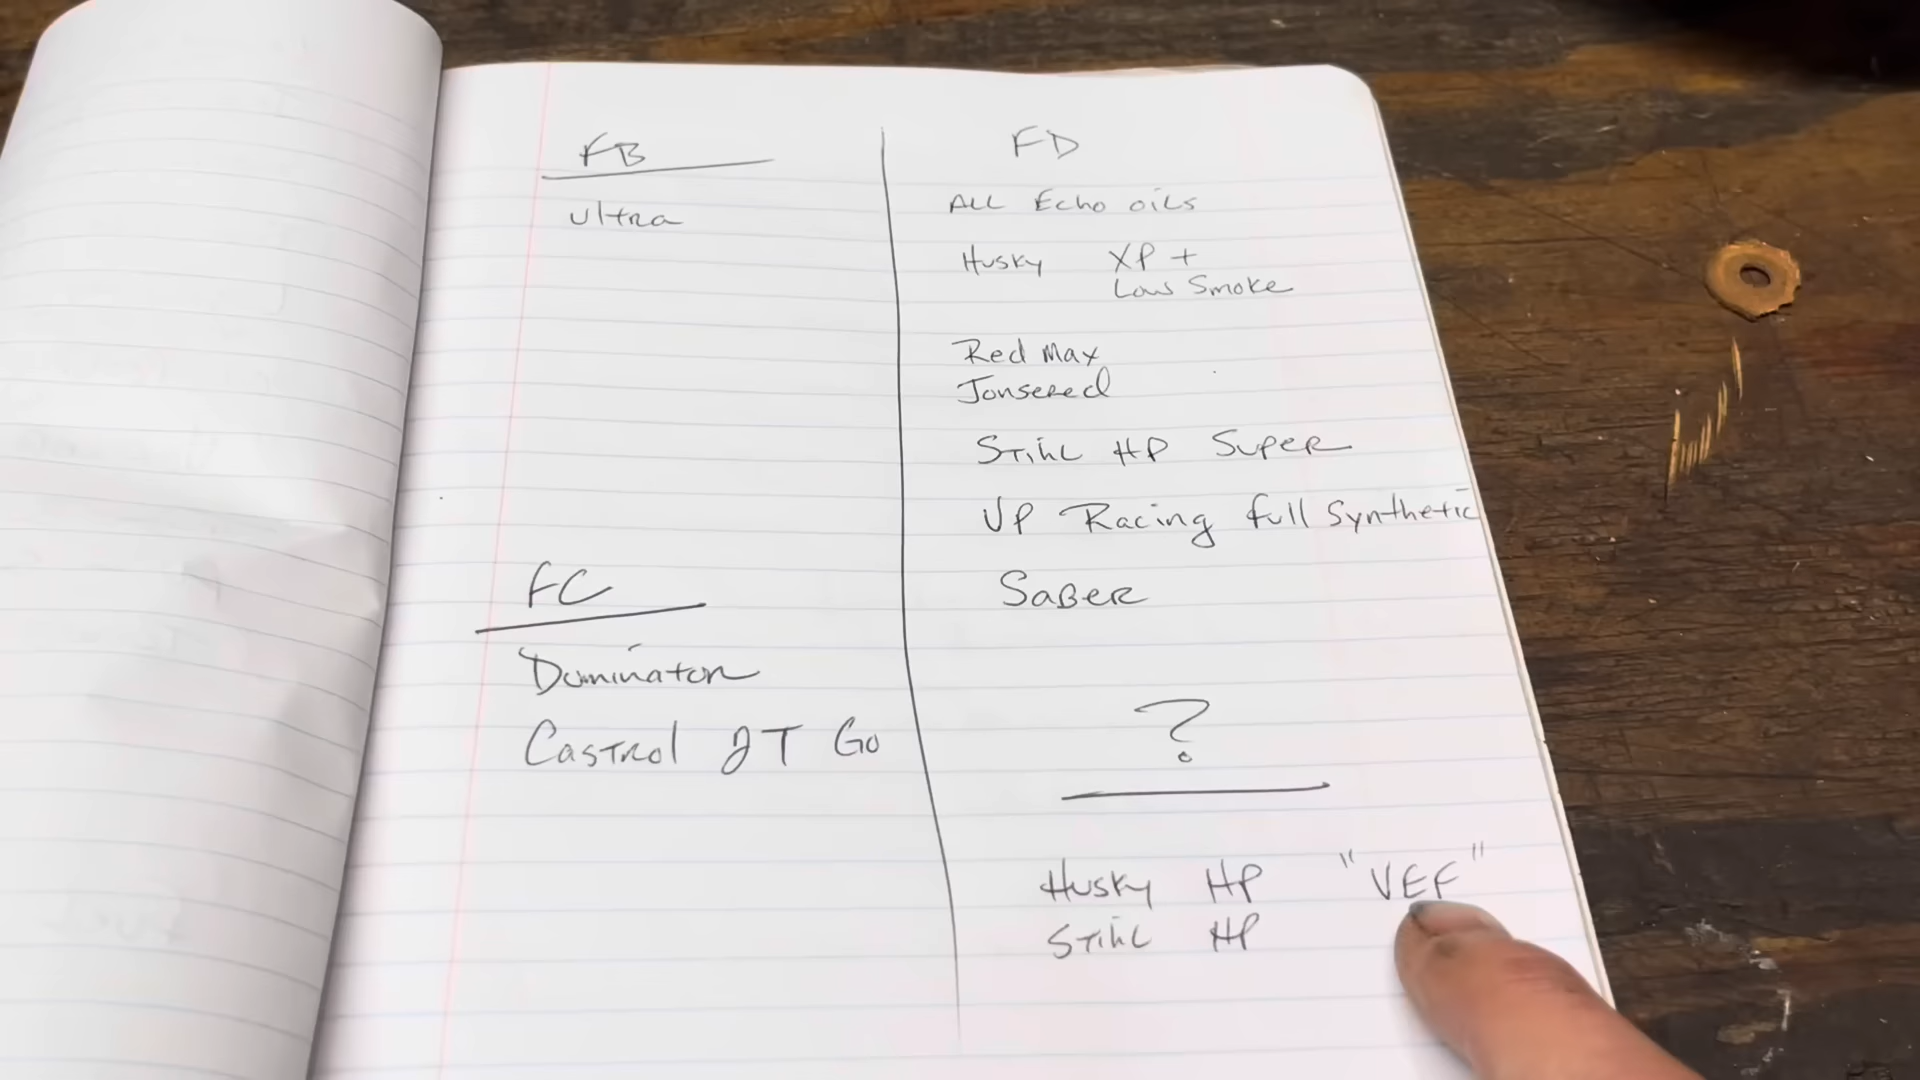 FB
Ultra
FC
Dominator
Castrol 2T Go
FD
ALL Echo oils
Husky XP +
Low Smoke
Red Max
Jonsered
Stihl HP Super
VP Racing full Synthetic
Saber
?
Husky HP "VEF"
Stihl HP